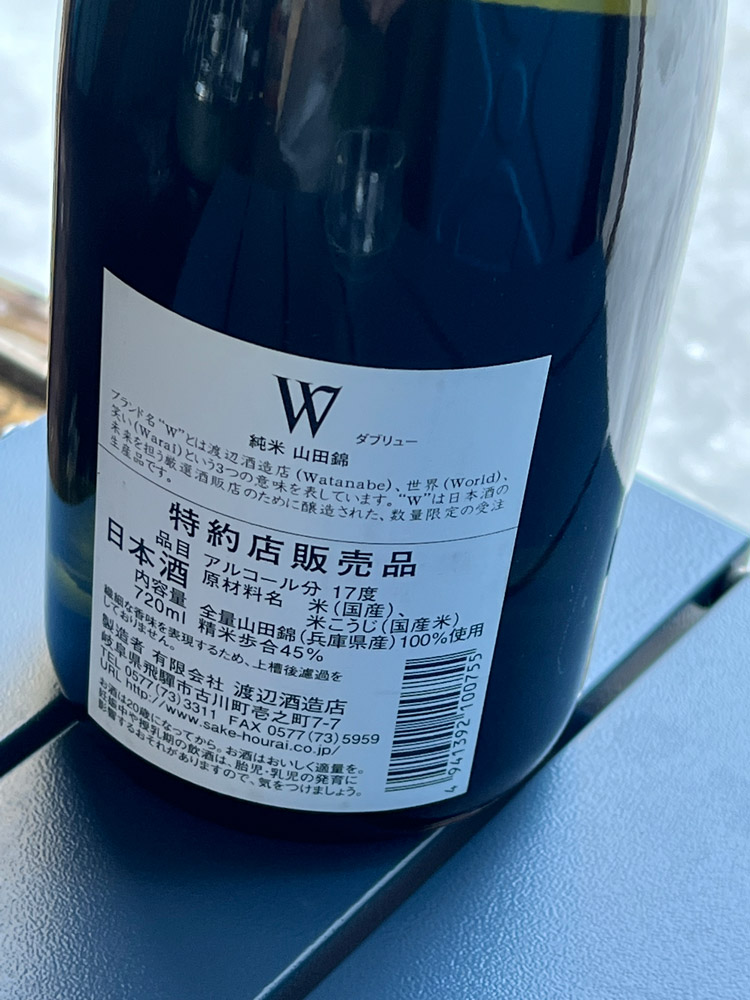 W
純米 山田錦 ダブリュー
ブランド名"W"とは渡辺酒造店(Watanabe)、世界(World)、
笑い(Warai)という3つの意味を表しています。"W"は日本酒の
未来を担う厳選酒販店のために醸造された、数量限定の受注
生産品です。
特約店販売品
品目 アルコール分 17度
日本酒 原材料名 米(国産)、
米こうじ(国産米)
内容量 全量山田錦(兵庫県産)100%使用
720ml 精米歩合45%
繊細な香味を表現するため、上槽後濾過を
しておりません。
製造者 有限会社 渡辺酒造店
岐阜県飛騨市古川町壱之町7-7
TEL 0577(73)3311 FAX 0577(73)5959
URL http://www.sake-hourai.co.jp/
お酒は20歳になってから。お酒はおいしく適量を。
妊娠中や授乳期の飲酒は、胎児・乳児の発育に
影響するおそれがありますので、気をつけましょう。
4941392100755